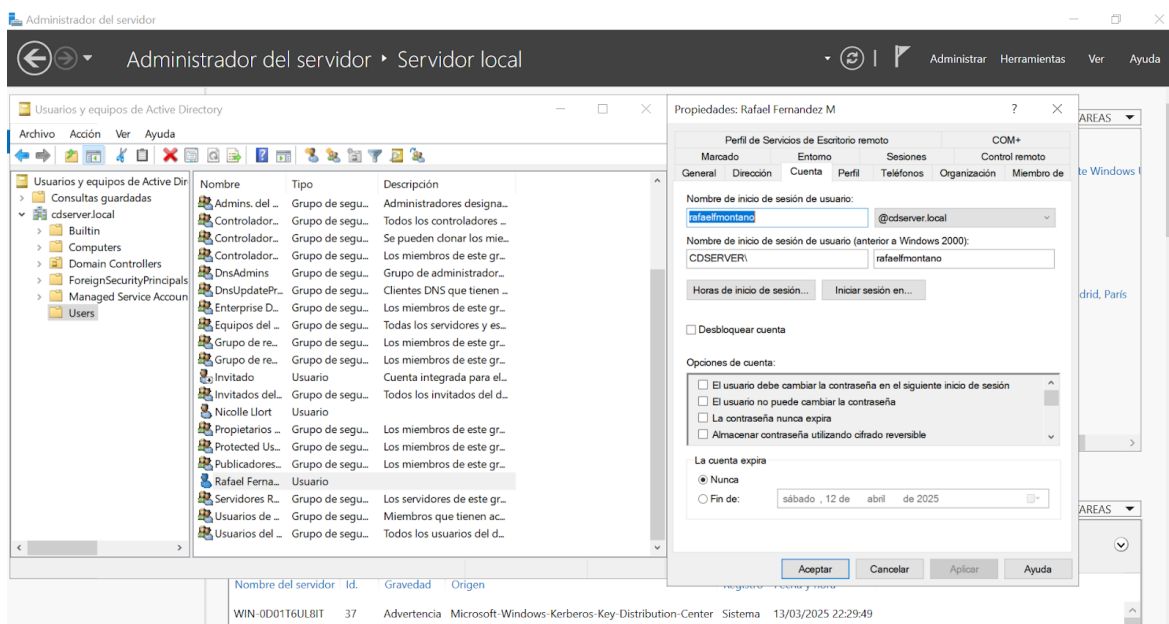 Administrador del servidor
Administrador del servidor ‣ Servidor local
Administrar Herramientas Ver Ayuda
Usuarios y equipos de Active Directory
Archivo Acción Ver Ayuda
Usuarios y equipos de Active Dir
Consultas guardadas
cdserver.local
Builtin
Computers
Domain Controllers
ForeignSecurityPrincipals
Managed Service Accoun
Users
Nombre Tipo Descripción
Admins. del ... Grupo de segu... Administradores designa...
Controlador... Grupo de segu... Todos los controladores ...
Controlador... Grupo de segu... Se pueden clonar los mie...
Controlador... Grupo de segu... Los miembros de este gr...
DnsAdmins Grupo de segu... Grupo de administrador...
DnsUpdatePr... Grupo de segu... Clientes DNS que tienen ...
Enterprise D... Grupo de segu... Los miembros de este gr...
Equipos del ... Grupo de segu... Todas los servidores y es...
Grupo de re... Grupo de segu... Los miembros de este gr...
Grupo de re... Grupo de segu... Los miembros de este gr...
Invitado Usuario Cuenta integrada para el...
Invitados del... Grupo de segu... Todos los invitados del d...
Nicolle Llort Usuario
Propietarios ... Grupo de segu... Los miembros de este gr...
Protected Us... Grupo de segu... Los miembros de este gr...
Publicadores... Grupo de segu... Los miembros de este gr...
Rafael Ferna... Usuario
Servidores R... Grupo de segu... Los servidores de este gr...
Usuarios de ... Grupo de segu... Miembros que tienen ac...
Usuarios del ... Grupo de segu... Todos los usuarios del d...
Propiedades: Rafael Fernandez M ?
Perfil de Servicios de Escritorio remoto COM+
Marcado Entorno Sesiones Control remoto
General Dirección Cuenta Perfil Teléfonos Organización Miembro de
Nombre de inicio de sesión de usuario:
rafaelfmontano @cdserver.local
Nombre de inicio de sesión de usuario (anterior a Windows 2000):
CDSERVER\ rafaelfmontano
Horas de inicio de sesión... Iniciar sesión en...
Desbloquear cuenta
Opciones de cuenta:
El usuario debe cambiar la contraseña en el siguiente inicio de sesión
El usuario no puede cambiar la contraseña
La contraseña nunca expira
Almacenar contraseña utilizando cifrado reversible
La cuenta expira
Nunca
Fin de: sábado , 12 de abril de 2025
Aceptar Cancelar Aplicar Ayuda
AREAS
te Windows U
drid, París
AREAS
Nombre del servidor Id. Gravedad Origen
WIN-0D01T6UL8IT 37 Advertencia Microsoft-Windows-Kerberos-Key-Distribution-Center Sistema 13/03/2025 22:29:49